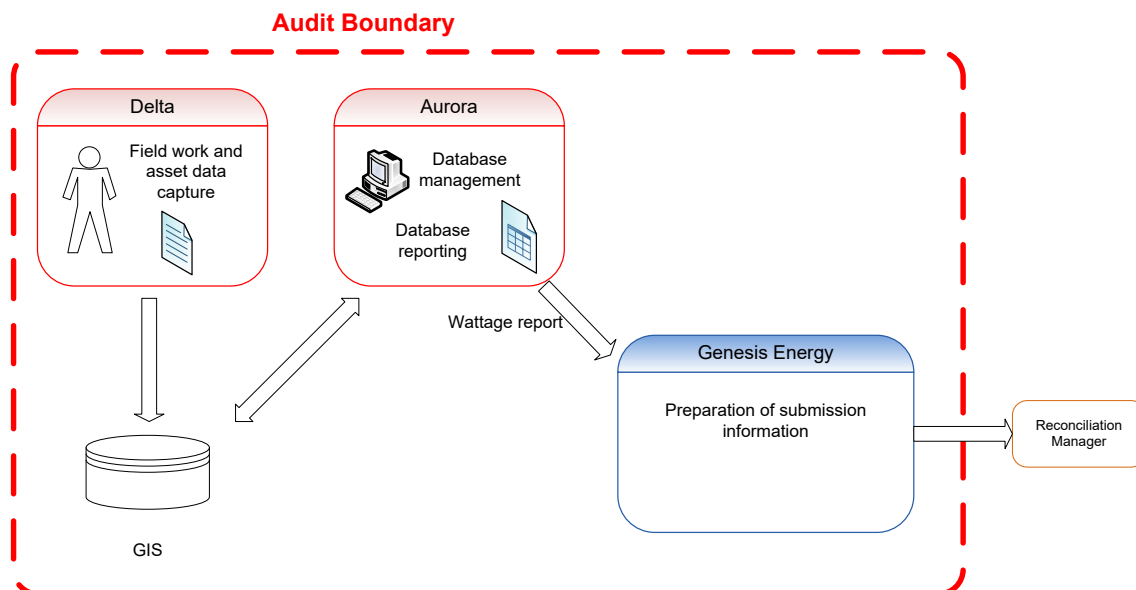 Audit Boundary
Delta
Field work and
asset data
capture
Aurora
Database
management
Database
reporting
Wattage report
Genesis Energy
Preparation of submission
information
Reconciliation
Manager
GIS